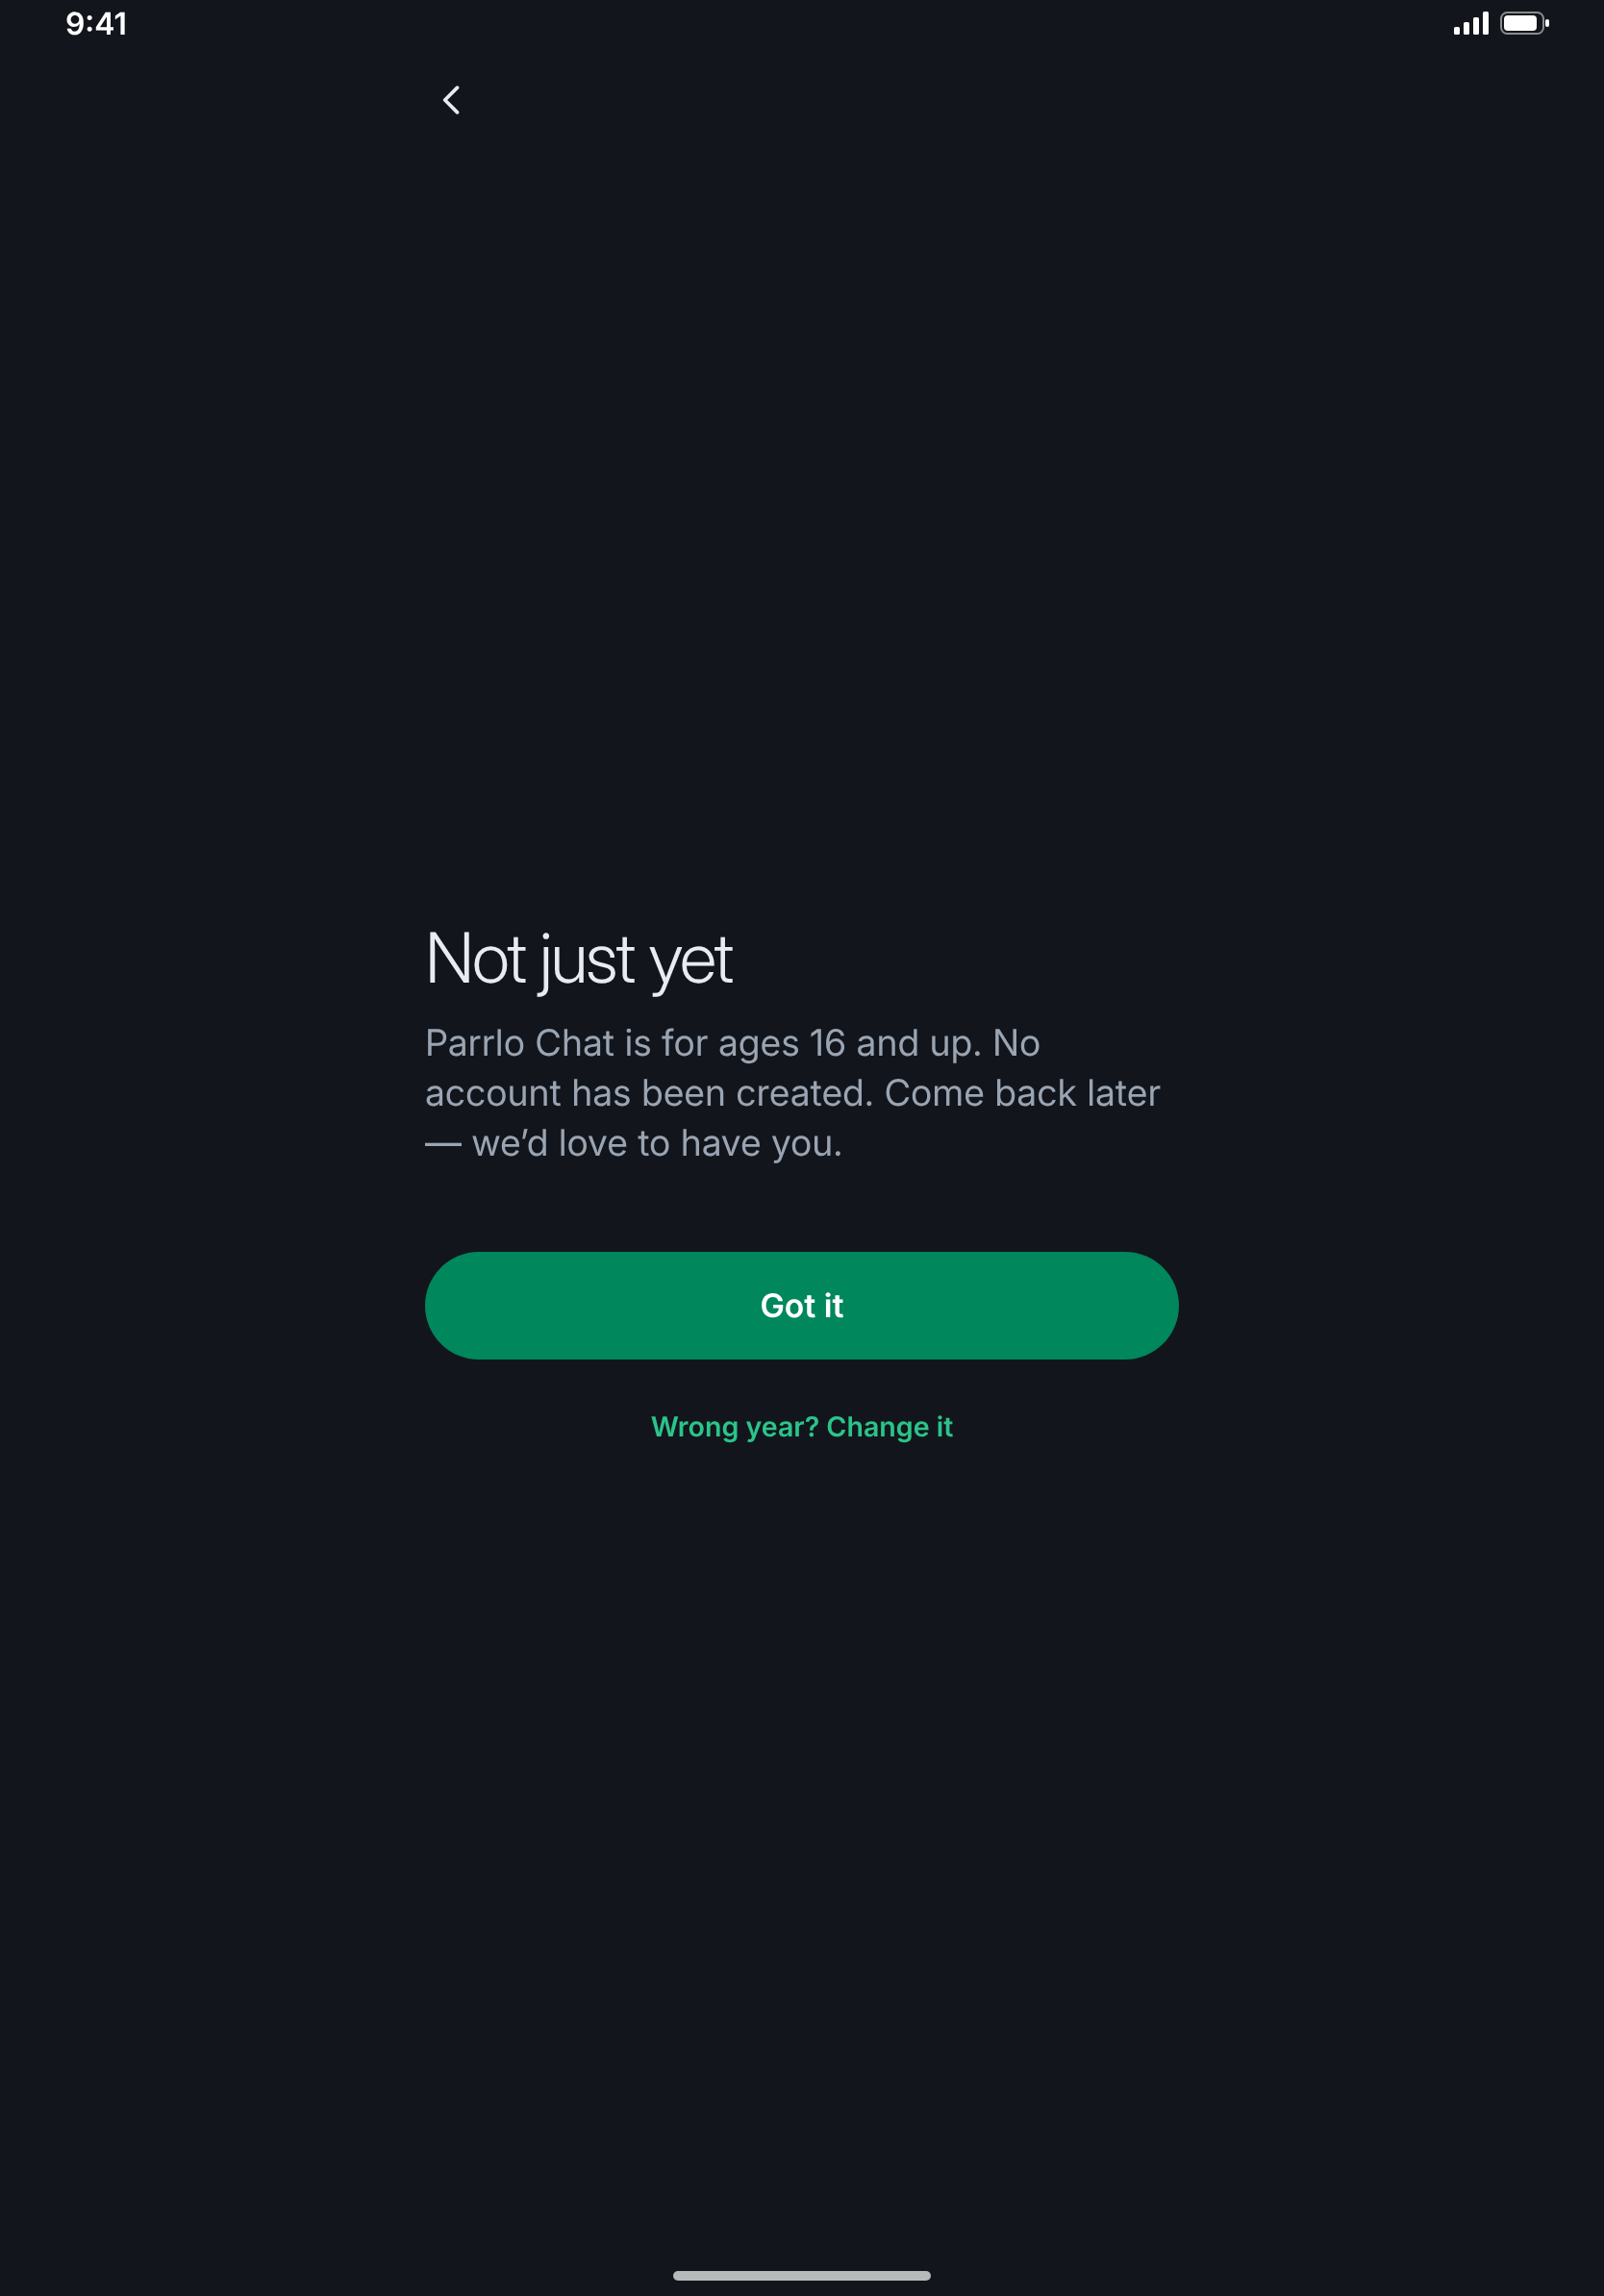 9:41
Not just yet
Parrlo Chat is for ages 16 and up. No
account has been created. Come back later
— we’d love to have you.
Got it
Wrong year? Change it